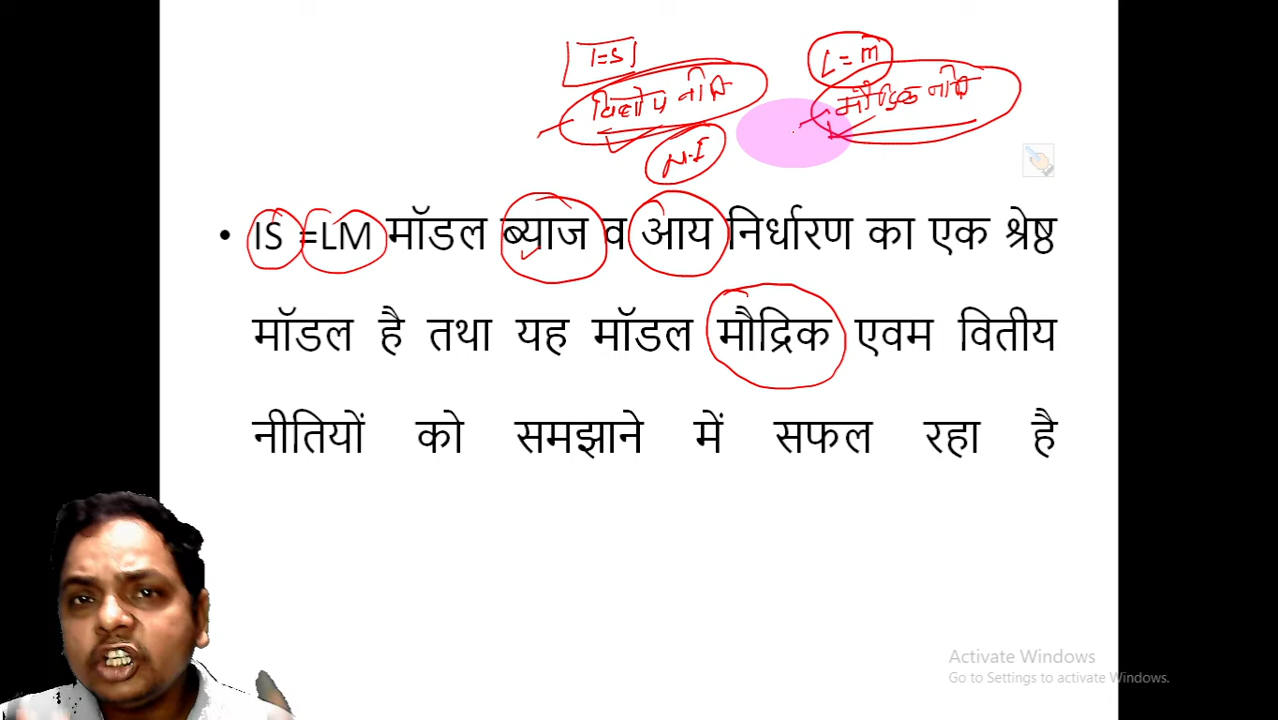 I=S L=M
वित्तीय नीति मौद्रिक नीति
N.I
• IS =LM मॉडल ब्याज व आय निर्धारण का एक श्रेष्ठ
मॉडल है तथा यह मॉडल मौद्रिक एवम वितीय
नीतियों को समझाने में सफल रहा है
Activate Windows
Go to Settings to activate Windows.